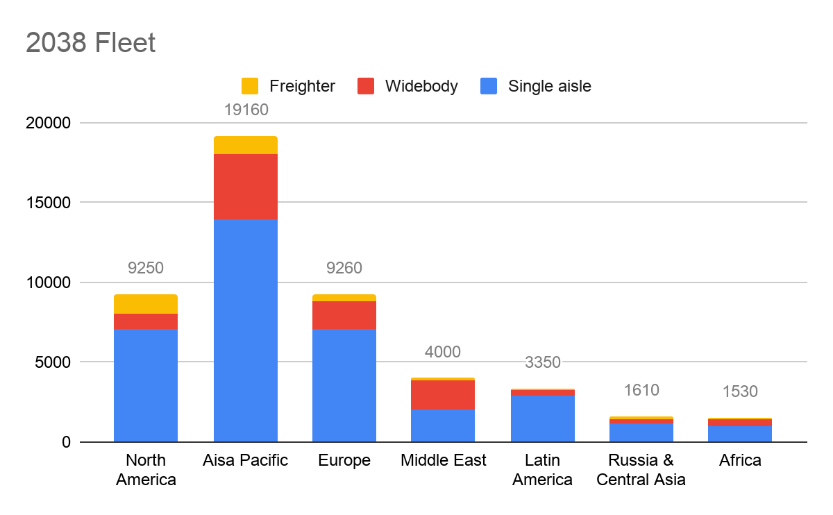 2038 Fleet
Freighter Widebody Single aisle
19160
20000
15000
9250
9260
10000
4000
3350
5000
1610
1530
0
North America
Aisa Pacific
Europe
Middle East
Latin America
Russia & Central Asia
Africa